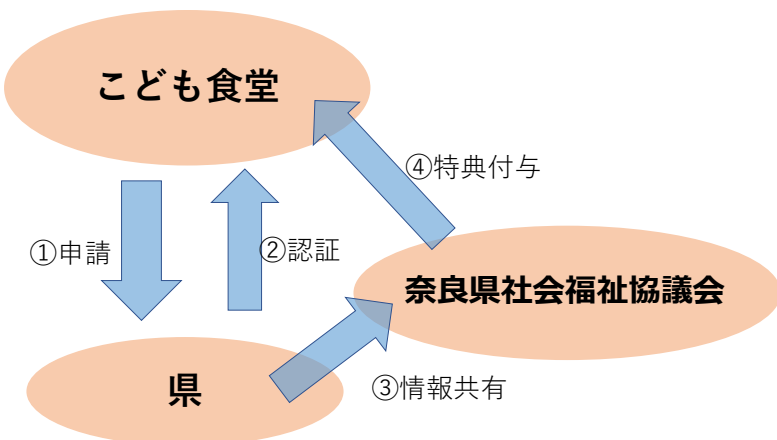 こども食堂
④特典付与
①申請
②認証
奈良県社会福祉協議会
県
③情報共有